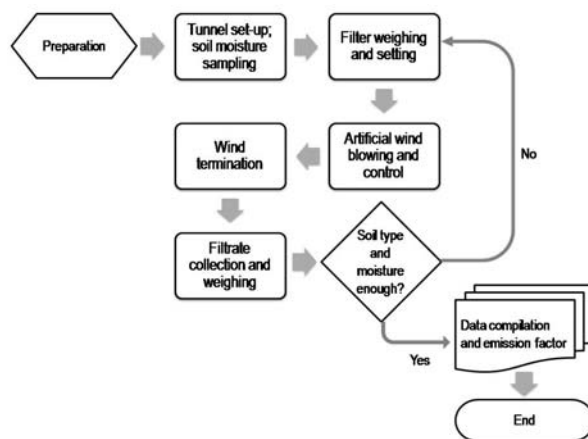 Preparation
Tunnel set-up;
soil moisture
sampling
Filter weighing
and setting
Wind
termination
Artificial wind
blowing and
control
No
Filtrate
collection and
weighing
Soil type
and
moisture
enough?
Data compilation
and emission factor
Yes
End